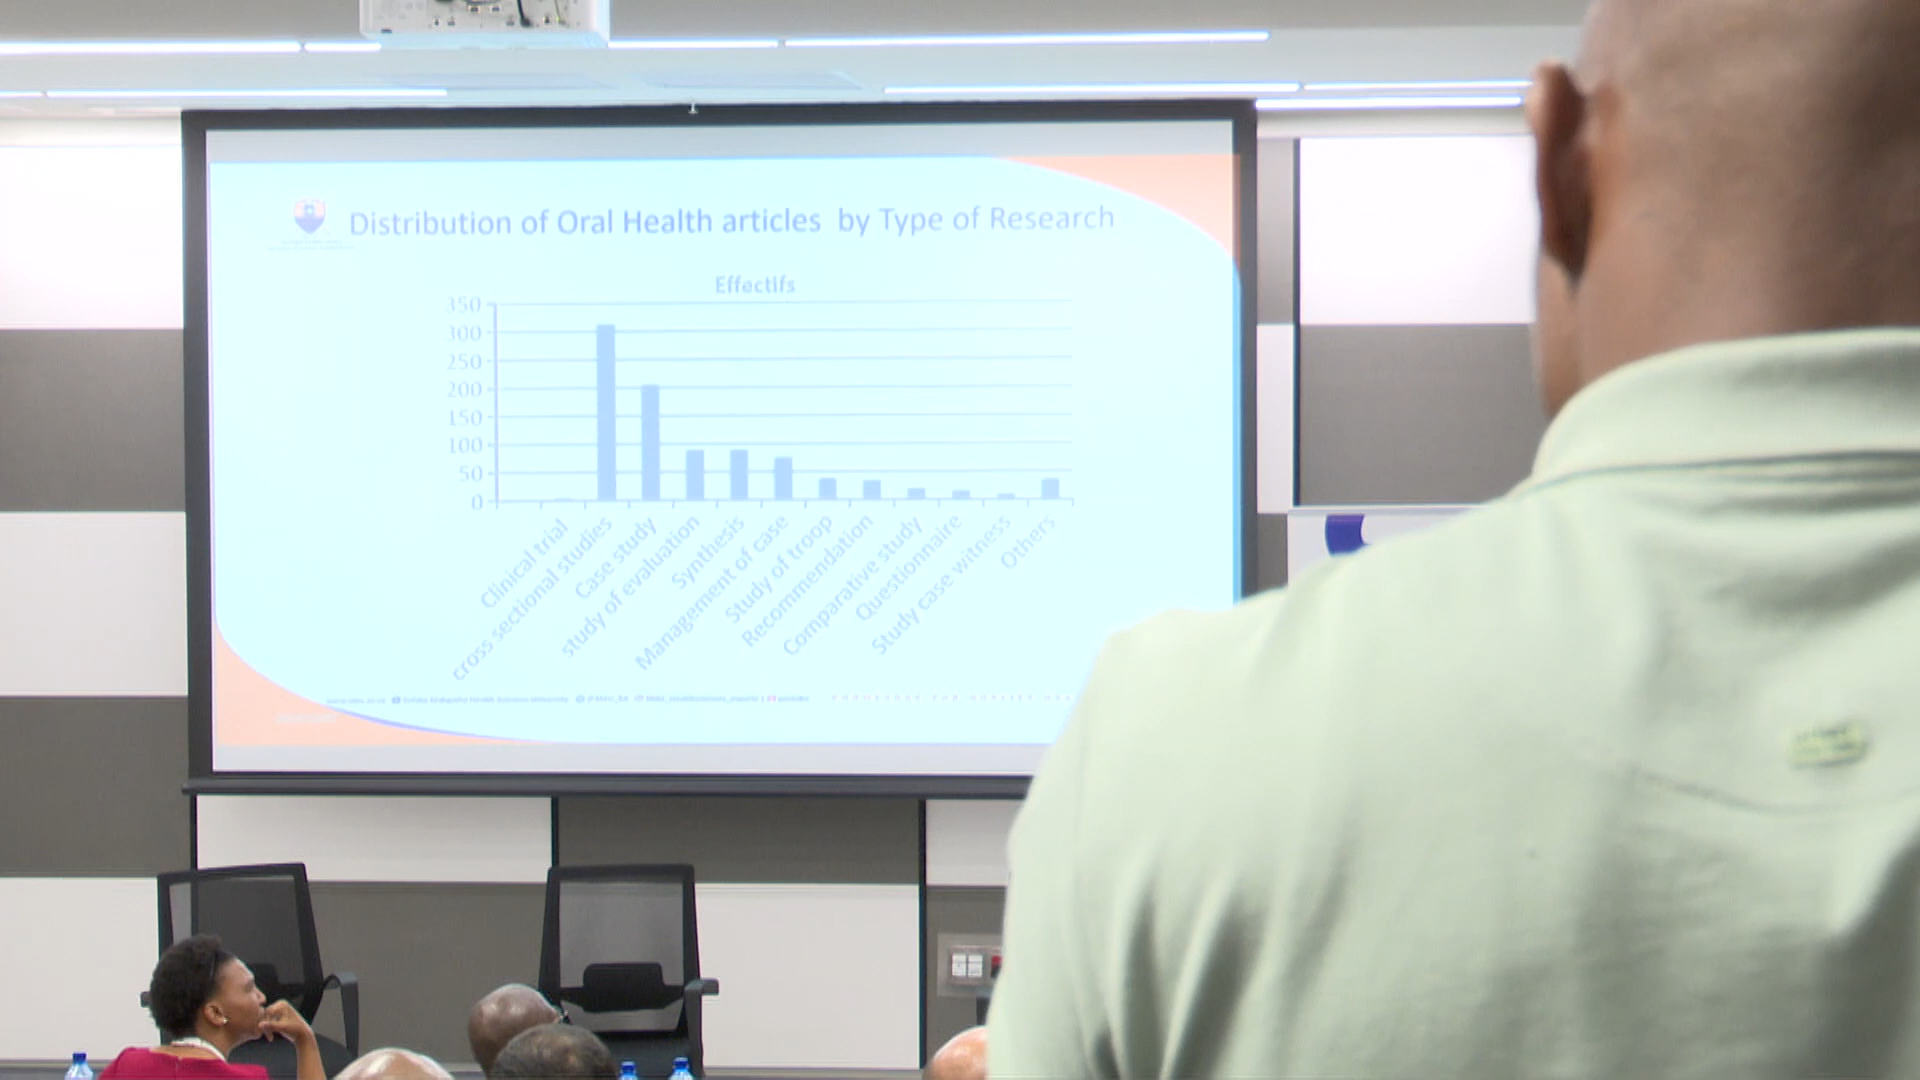 Distribution of Oral Health articles by Type of Research
Effectifs
350
300
250
200
150
100
50
0
Clinical trial
cross sectional studies
Case study
study of evaluation
Synthesis
Management of case
Study of troop
Recommendation
Comparative study
Questionnaire
Study case witness
Others